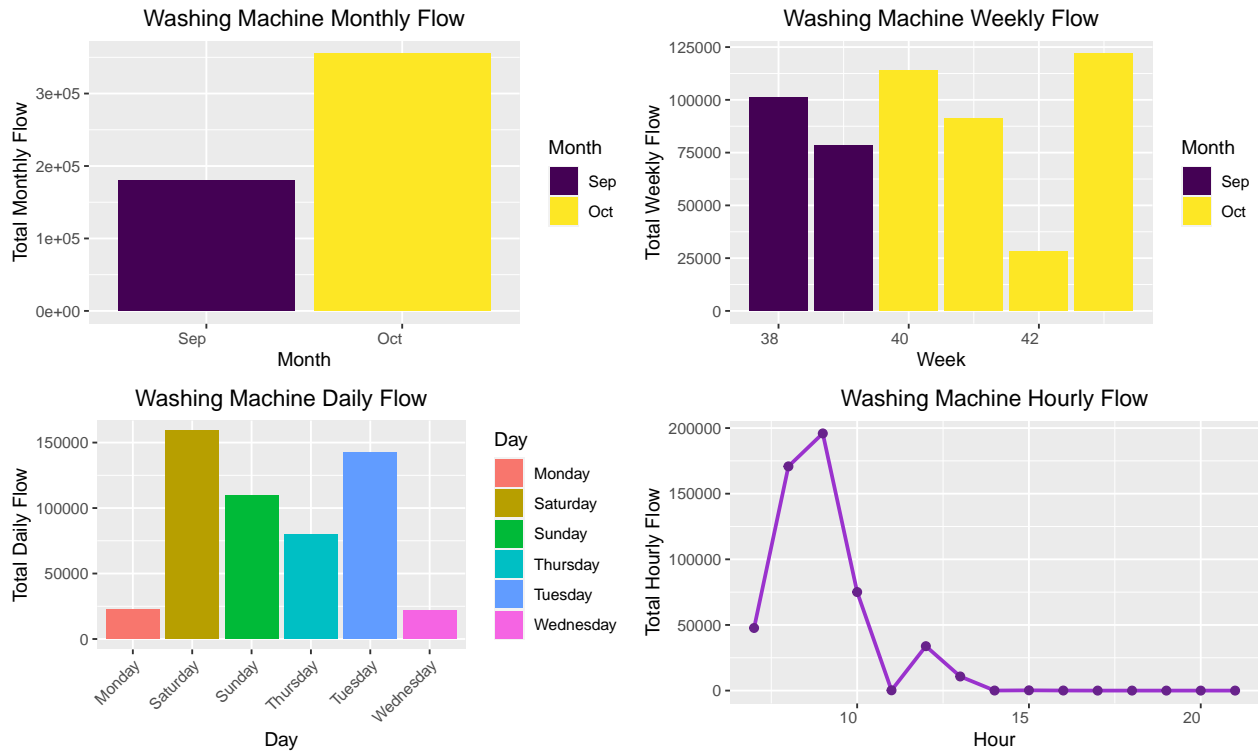 Washing Machine Monthly Flow
Total Monthly Flow
3e+05
2e+05
1e+05
0e+00
Sep
Oct
Month
Month
Sep
Oct
Washing Machine Weekly Flow
Total Weekly Flow
125000
100000
75000
50000
25000
0
38
40
42
Week
Month
Sep
Oct
Washing Machine Daily Flow
Total Daily Flow
150000
100000
50000
0
Monday
Saturday
Sunday
Thursday
Tuesday
Wednesday
Day
Day
Monday
Saturday
Sunday
Thursday
Tuesday
Wednesday
Washing Machine Hourly Flow
Total Hourly Flow
200000
150000
100000
50000
0
10
15
20
Hour